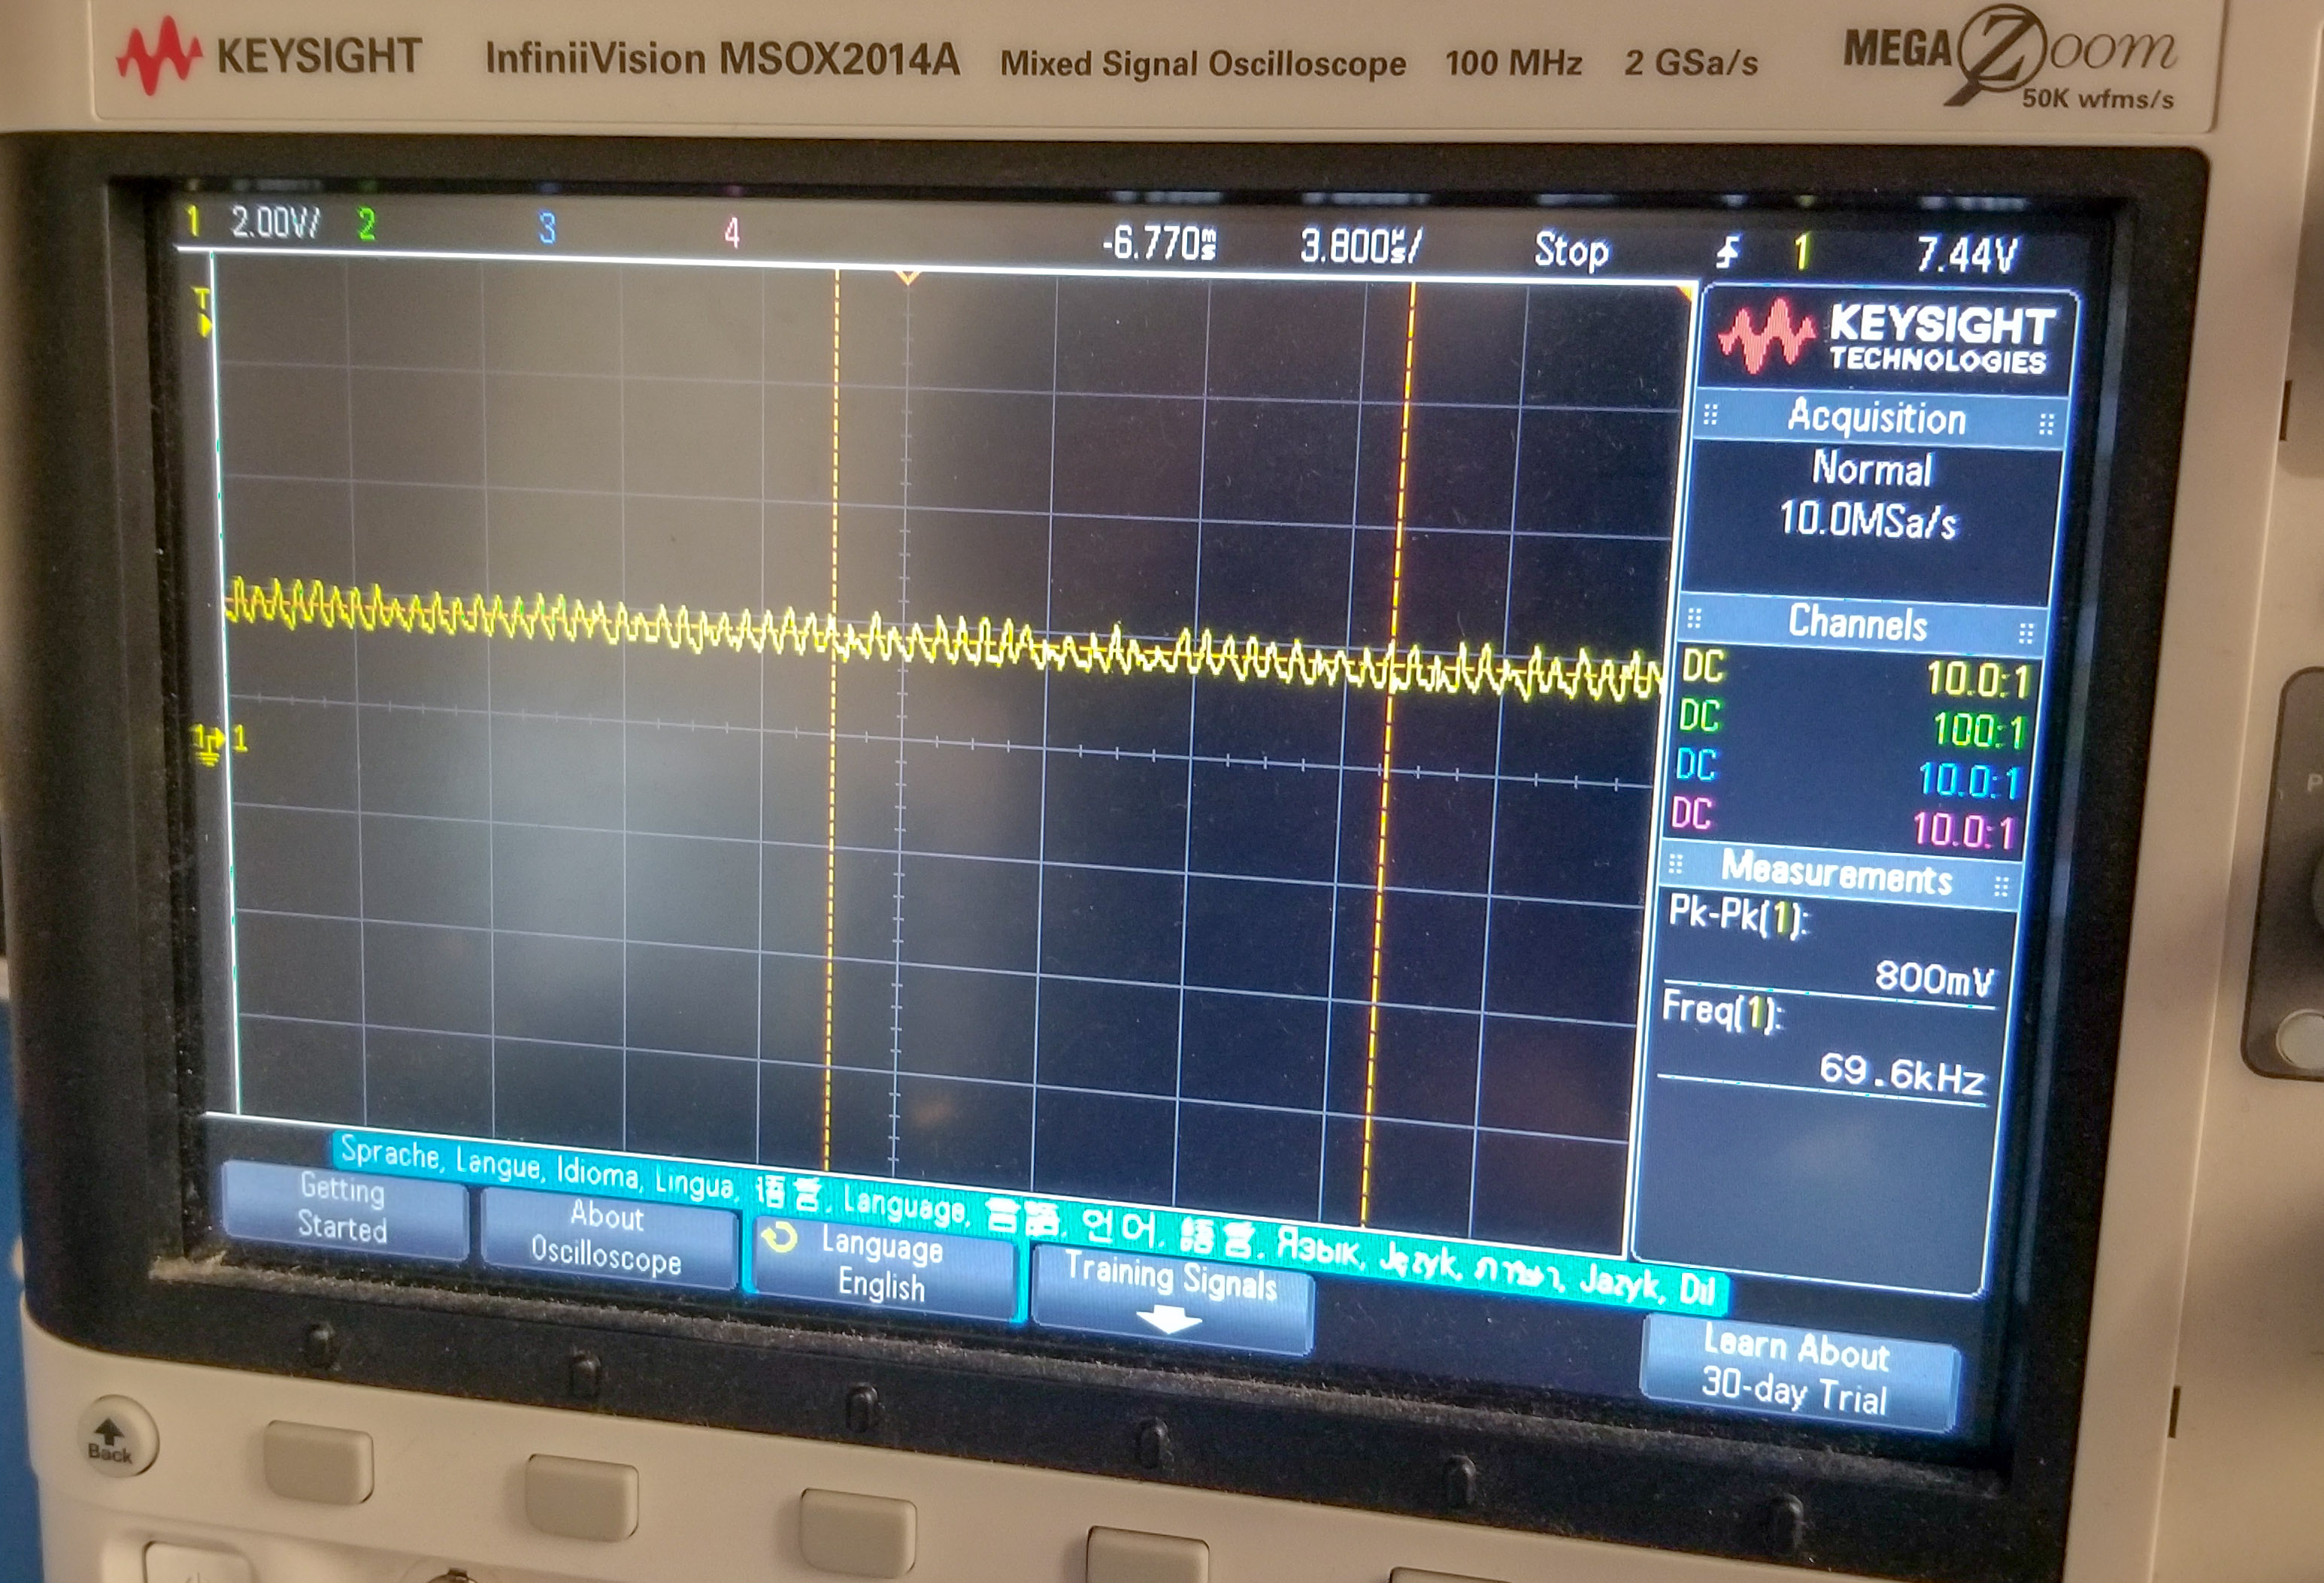 KEYSIGHT InfiniiVision MSOX2014A Mixed Signal Oscilloscope 100 MHz 2 GSa/s MEGA Zoom
50K wfms/s
1 2.00V/ 2 3 4 -6.770ms 3.800µs/ Stop 1 7.44V
T
KEYSIGHT
TECHNOLOGIES
Acquisition
Normal
10.0MSa/s
Channels
DC 10.0:1
DC 100:1
DC 10.0:1
DC 10.0:1
1
Measurements
Pk-Pk(1):
800mV
Freq(1):
69.6kHz
Sprache, Langue, Idioma, Lingua, 语言, Language, 言語, 언어, 語言, Язык, Język, ภาษา, Jazyk, Dil
Getting
Started
About
Oscilloscope
Language
English
Training Signals
Learn About
30-day Trial
Back